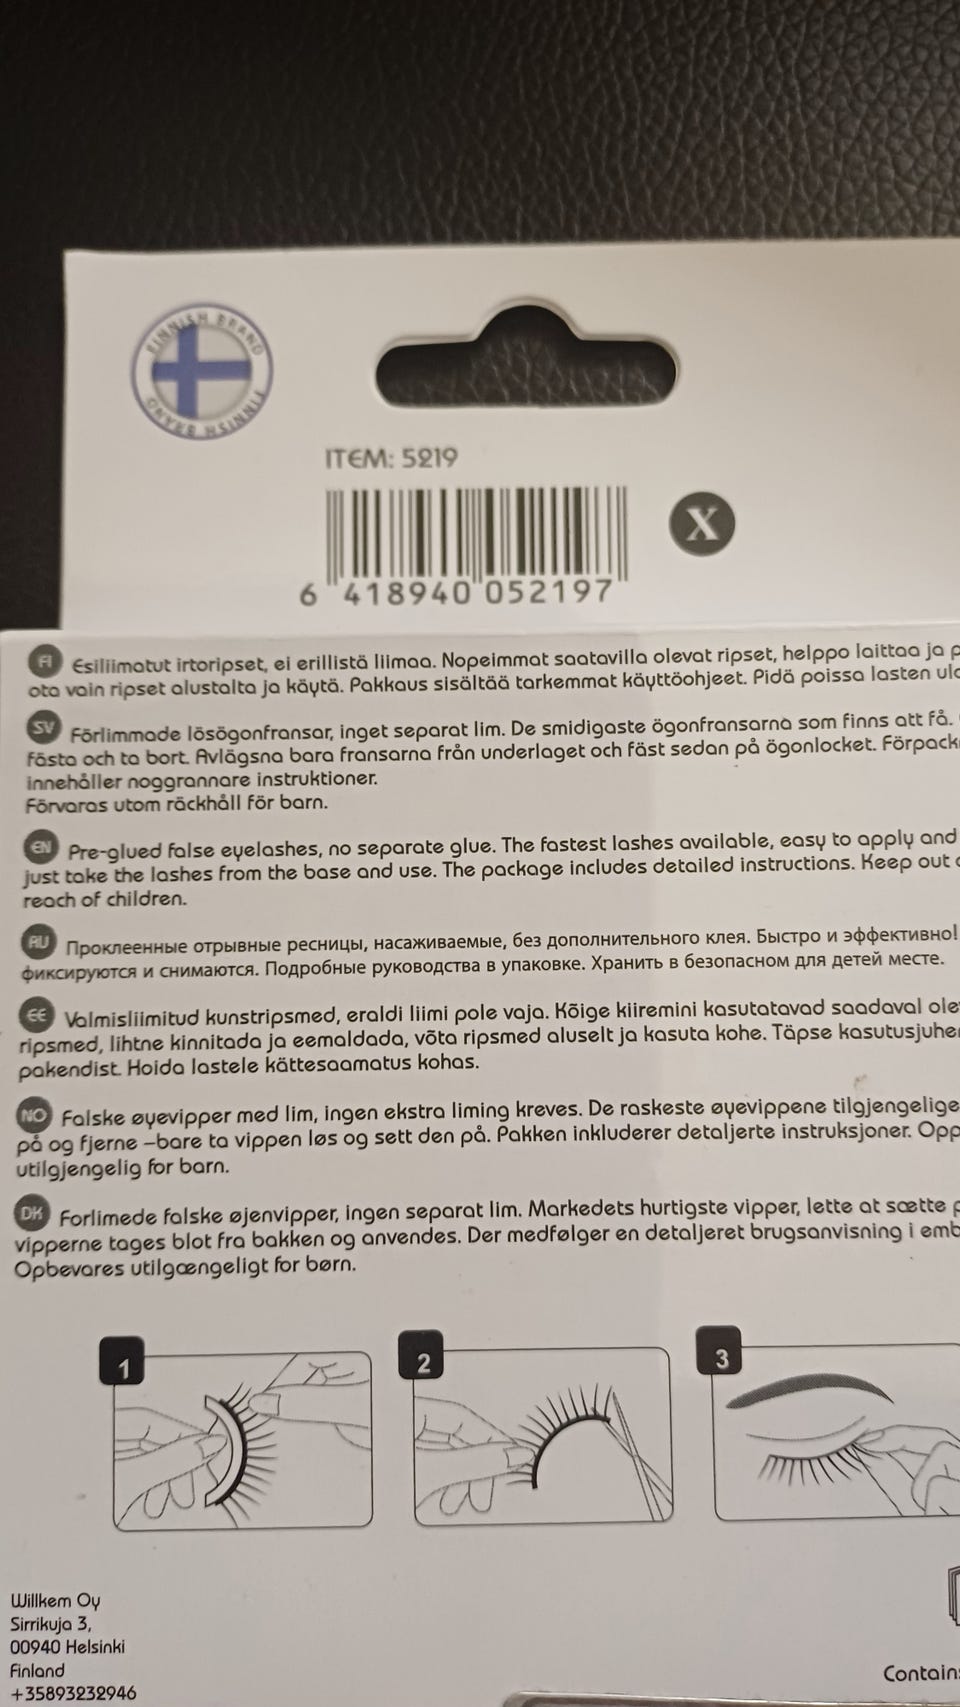 FINNISH BRAND
FINNISH BRAND
ITEM: 5219
X
6 418940 052197
FI Esiliimatut irtoripset, ei erillistä liimaa. Nopeimmat saatavilla olevat ripset, helppo laittaa ja
ota vain ripset alustalta ja käytä. Pakkaus sisältää tarkemmat käyttöohjeet. Pidä poissa lasten
SV Förlimmade lösögonfransar, inget separat lim. De smidigaste ögonfransarna som finns att få.
fästa och ta bort. Avlägsna bara fransarna från underlaget och fäst sedan på ögonlocket.
innehåller noggrannare instruktioner.
Förvaras utom räckhåll för barn.
EN Pre-glued false eyelashes, no separate glue. The fastest lashes available, easy to apply and
just take the lashes from the base and use. The package includes detailed instructions. Keep out
reach of children.
RU Проклеенные отрывные ресницы, насаживаемые, без дополнительного клея. Быстро и эффективно!
фиксируются и снимаются. Подробные руководства в упаковке. Хранить в безопасном для детей месте.
EE Valmisliimitud kunstripsmed, eraldi liimi pole vaja. Kõige kiiremini kasutatavad saadaval
ripsmed, lihtne kinnitada ja eemaldada, võta ripsmed aluselt ja kasuta kohe. Täpse
pakendist. Hoida lastele kättesaamatus kohas.
NO Falske øyevipper med lim, ingen ekstra liming kreves. De raskeste øyevippene tilgjengelige
på og fjerne –bare ta vippen løs og sett den på. Pakken inkluderer detaljerte instruksjoner.
utilgjengelig for barn.
DK Forlimede falske øjenvipper, ingen separat lim. Markedets hurtigste vipper, lette at sætte
vipperne tages blot fra bakken og anvendes. Der medfølger en detaljeret brugsanvisning i
Opbevares utilgængeligt for børn.
1
2
3
Willkem Oy
Sirrikuja 3,
00940 Helsinki
Finland
+35893232946